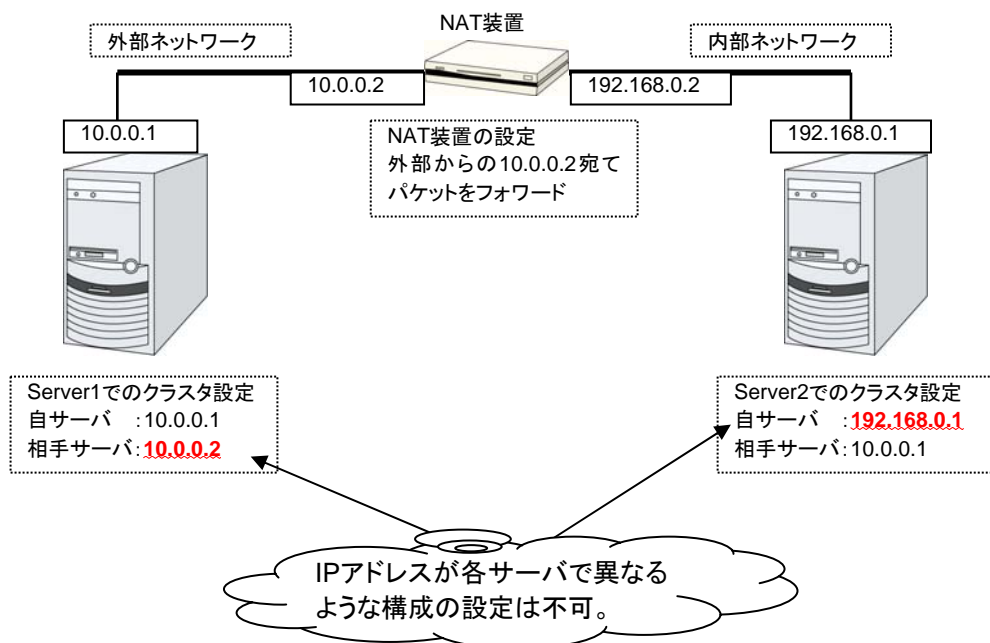 NAT装置
外部ネットワーク
内部ネットワーク
10.0.0.2
192.168.0.2
10.0.0.1
192.168.0.1
NAT装置の設定
外部からの10.0.0.2宛て
パケットをフォワード
Server1でのクラスタ設定
自サーバ :10.0.0.1
相手サーバ:10.0.0.2
Server2でのクラスタ設定
自サーバ :192.168.0.1
相手サーバ:10.0.0.1
IPアドレスが各サーバで異なる
ような構成の設定は不可。